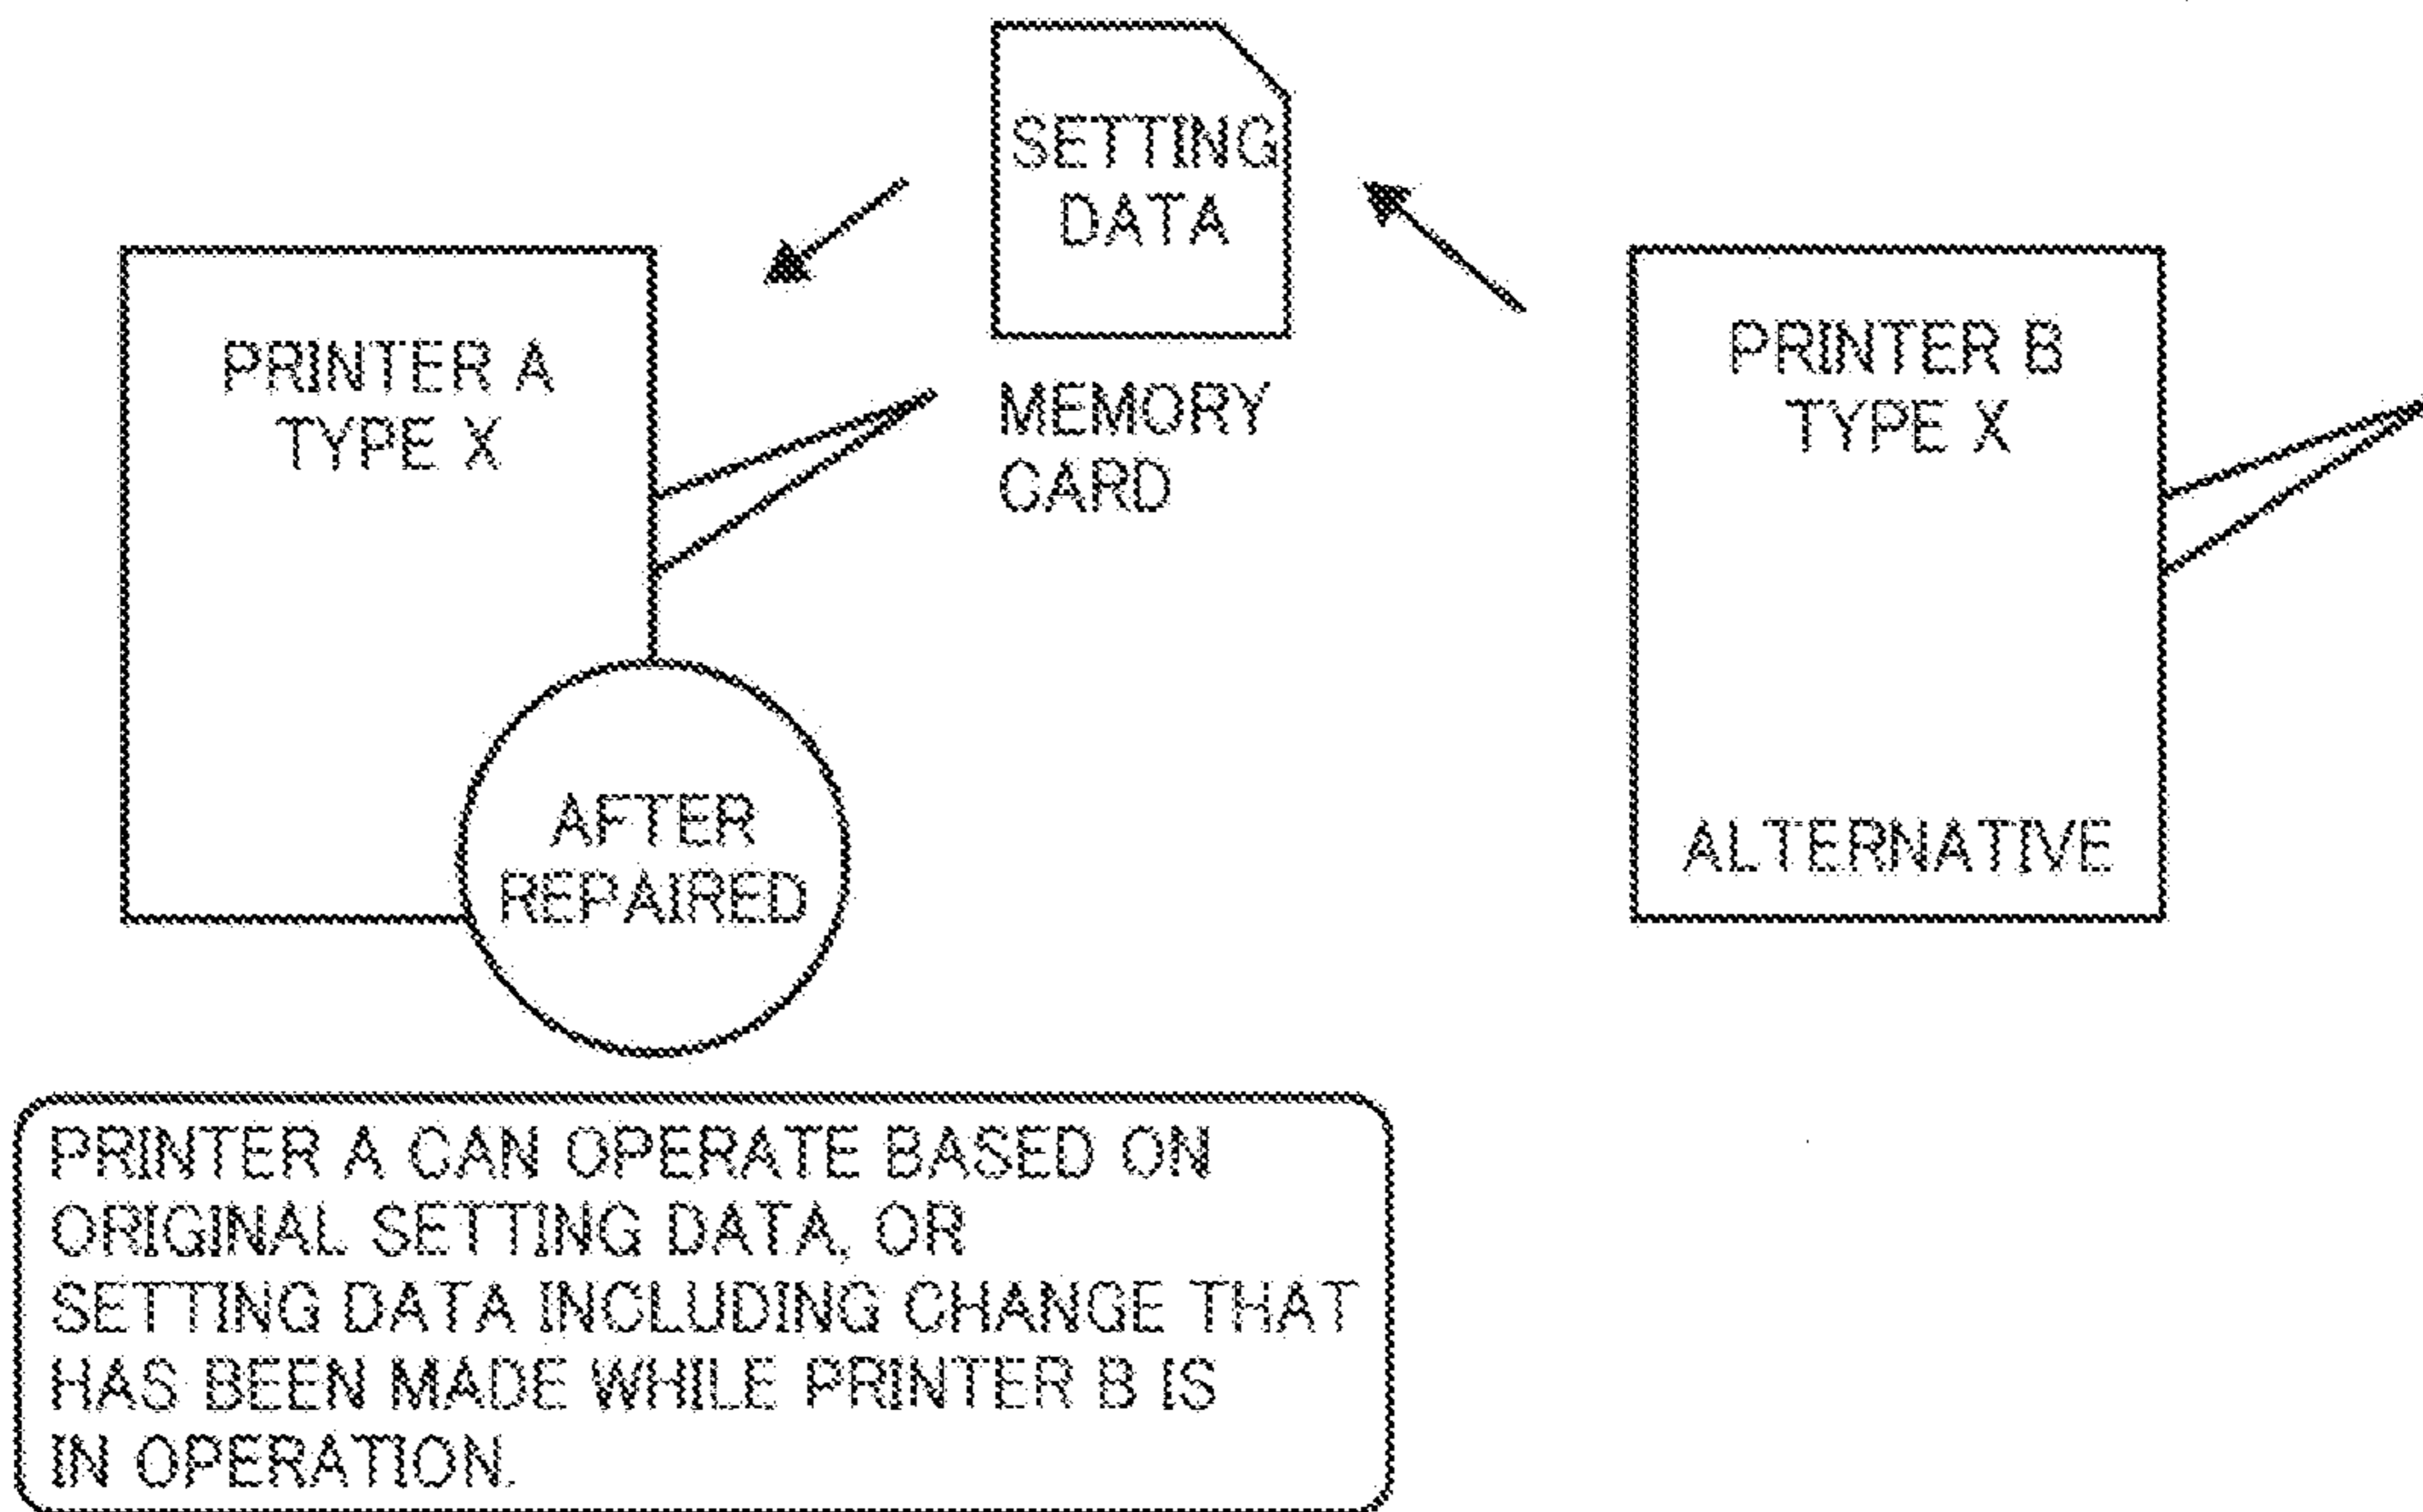 SETTING
DATA
MEMORY
CARD
PRINTER A
TYPE X
PRINTER B
TYPE X
AFTER
REPAIRED
ALTERNATIVE
PRINTER A CAN OPERATE BASED ON
ORIGINAL SETTING DATA, OR
SETTING DATA INCLUDING CHANGE THAT
HAS BEEN MADE WHILE PRINTER B IS
IN OPERATION.